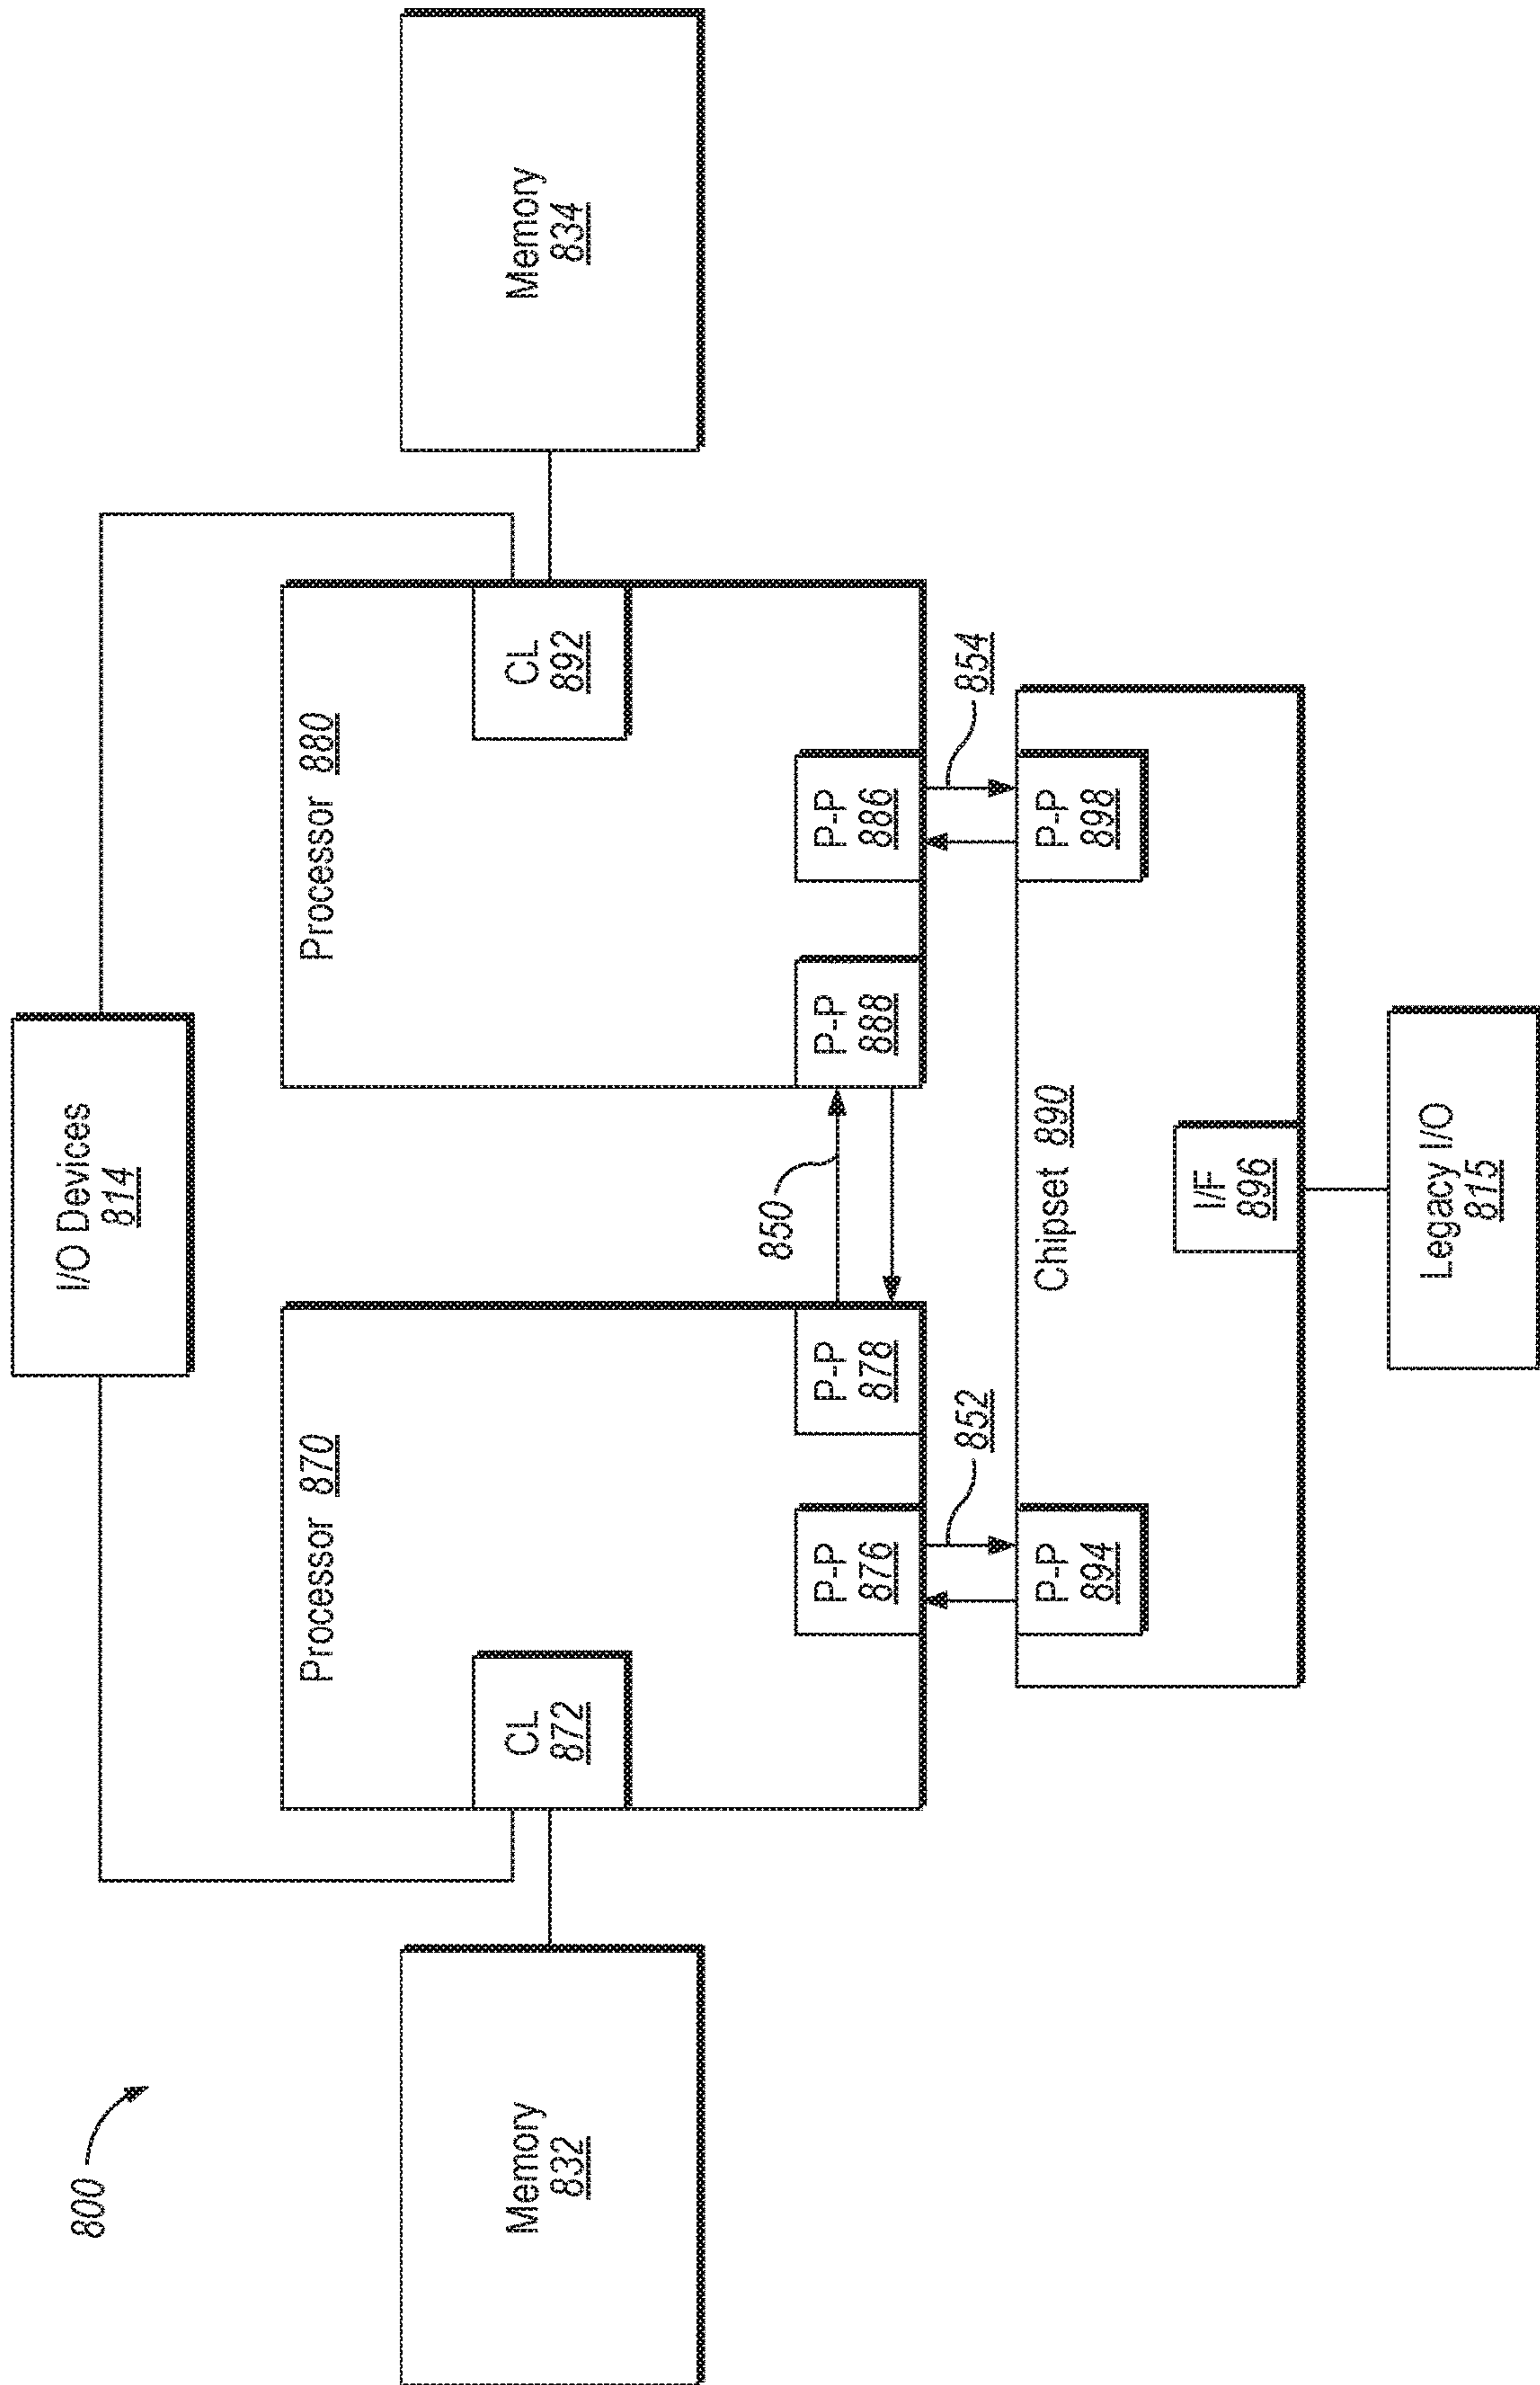 800
I/O Devices
814
Processor 870
Processor 880
Memory
832
CL
872
CL
892
Memory
834
850
P-P
876
P-P
878
P-P
888
P-P
886
852
854
P-P
894
Chipset 890
P-P
898
I/F
896
Legacy I/O
815